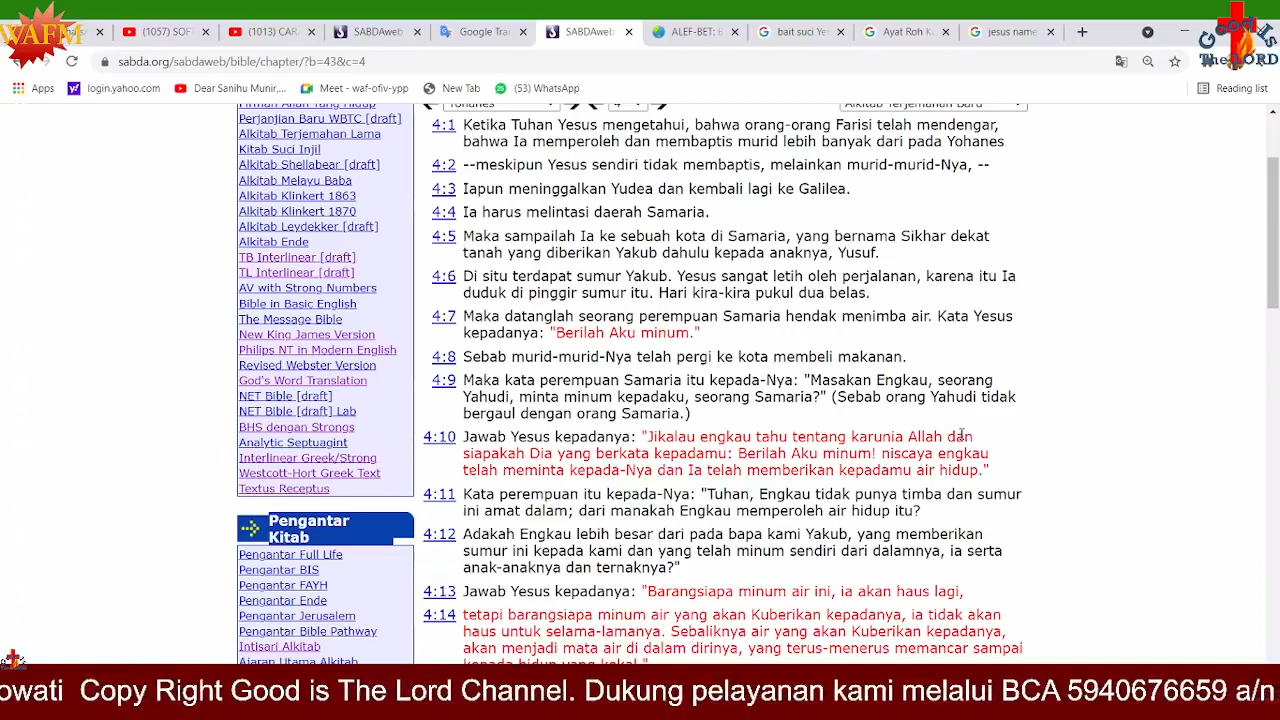 WAFM
Good Is
The LORD
(1057) SOF
(1013) CAR
SABDAweb
Google Tra
SABDAweb
ALEF-BET: B
bait suci Ye
Ayat Roh K
jesus name
sabda.org/sabdaweb/bible/chapter/?b=43&c=4
Apps
login.yahoo.com
Dear Sanihu Munir,...
Meet - waf-ofiv-ypp
New Tab
(53) WhatsApp
Reading list
Firman Allah Yang Hidup
Perjanjian Baru WBTC [draft]
Alkitab Terjemahan Lama
Kitab Suci Injil
Alkitab Shellabear [draft]
Alkitab Melayu Baba
Alkitab Klinkert 1863
Alkitab Klinkert 1870
Alkitab Leydekker [draft]
Alkitab Ende
TB Interlinear [draft]
TL Interlinear [draft]
AV with Strong Numbers
Bible in Basic English
The Message Bible
New King James Version
Philips NT in Modern English
Revised Webster Version
God's Word Translation
NET Bible [draft]
NET Bible [draft] Lab
BHS dengan Strongs
Analytic Septuagint
Interlinear Greek/Strong
Westcott-Hort Greek Text
Textus Receptus
Pengantar
Kitab
Pengantar Full Life
Pengantar BIS
Pengantar FAYH
Pengantar Ende
Pengantar Jerusalem
Pengantar Bible Pathway
Intisari Alkitab
Ajaran Utama Alkitab
Yohanes
4
Alkitab Terjemahan Baru
4:1 Ketika Tuhan Yesus mengetahui, bahwa orang-orang Farisi telah mendengar,
bahwa Ia memperoleh dan membaptis murid lebih banyak dari pada Yohanes
4:2 --meskipun Yesus sendiri tidak membaptis, melainkan murid-murid-Nya, --
4:3 Iapun meninggalkan Yudea dan kembali lagi ke Galilea.
4:4 Ia harus melintasi daerah Samaria.
4:5 Maka sampailah Ia ke sebuah kota di Samaria, yang bernama Sikhar dekat
tanah yang diberikan Yakub dahulu kepada anaknya, Yusuf.
4:6 Di situ terdapat sumur Yakub. Yesus sangat letih oleh perjalanan, karena itu Ia
duduk di pinggir sumur itu. Hari kira-kira pukul dua belas.
4:7 Maka datanglah seorang perempuan Samaria hendak menimba air. Kata Yesus
kepadanya: "Berilah Aku minum."
4:8 Sebab murid-murid-Nya telah pergi ke kota membeli makanan.
4:9 Maka kata perempuan Samaria itu kepada-Nya: "Masakan Engkau, seorang
Yahudi, minta minum kepadaku, seorang Samaria?" (Sebab orang Yahudi tidak
bergaul dengan orang Samaria.)
4:10 Jawab Yesus kepadanya: "Jikalau engkau tahu tentang karunia Allah dan
siapakah Dia yang berkata kepadamu: Berilah Aku minum! niscaya engkau
telah meminta kepada-Nya dan Ia telah memberikan kepadamu air hidup."
4:11 Kata perempuan itu kepada-Nya: "Tuhan, Engkau tidak punya timba dan sumur
ini amat dalam; dari manakah Engkau memperoleh air hidup itu?
4:12 Adakah Engkau lebih besar dari pada bapa kami Yakub, yang memberikan
sumur ini kepada kami dan yang telah minum sendiri dari dalamnya, ia serta
anak-anaknya dan ternaknya?"
4:13 Jawab Yesus kepadanya: "Barangsiapa minum air ini, ia akan haus lagi,
4:14 tetapi barangsiapa minum air yang akan Kuberikan kepadanya, ia tidak akan
haus untuk selama-lamanya. Sebaliknya air yang akan Kuberikan kepadanya,
akan menjadi mata air di dalam dirinya, yang terus-menerus memancar sampai
kepada hidup yang kekal."
owati Copy Right Good is The Lord Channel. Dukung pelayanan kami melalui BCA 5940676659 a/n